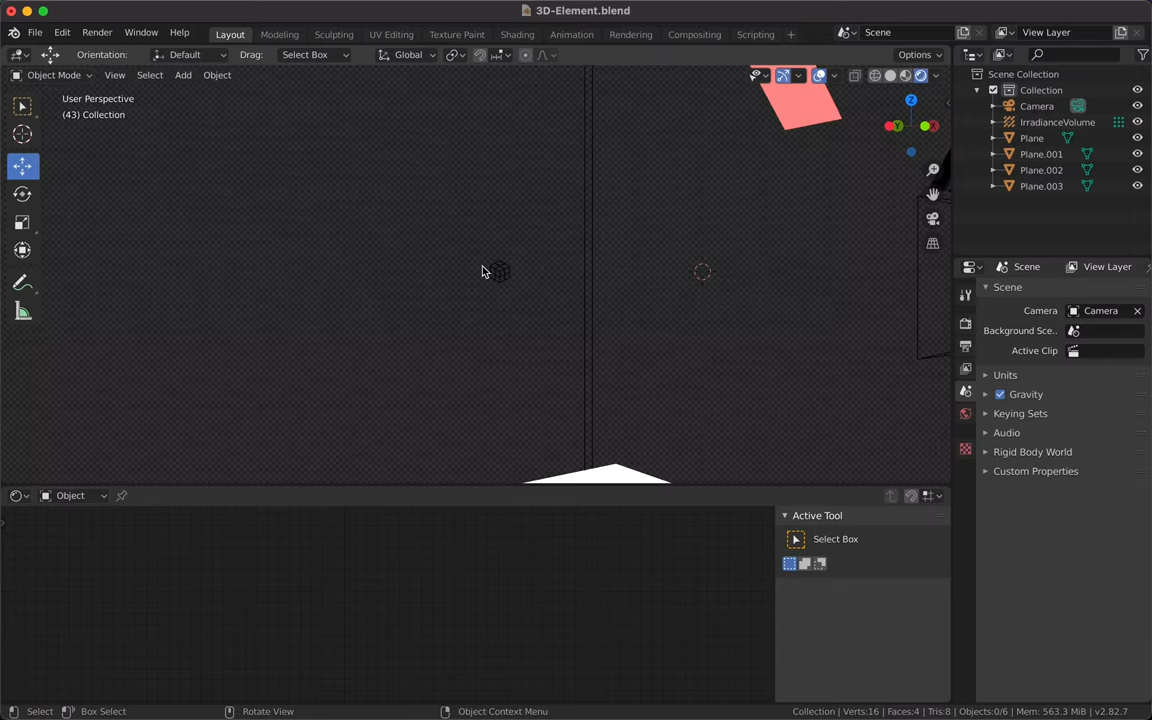 3D-Element.blend
File Edit Render Window Help Layout Modeling Sculpting UV Editing Texture Paint Shading Animation Rendering Compositing Scripting + Scene View Layer
Orientation: Default Drag: Select Box Global Options
Object Mode View Select Add Object
User Perspective
(43) Collection
Z
Y
X
Scene Collection
Collection
Camera
IrradianceVolume
Plane
Plane.001
Plane.002
Plane.003
Scene View Layer
Scene
Camera Camera
Background Sce..
Active Clip
Units
Gravity
Keying Sets
Audio
Rigid Body World
Custom Properties
Object
Active Tool
Select Box
Select Box Select Rotate View Object Context Menu Collection | Verts:16 | Faces:4 | Tris:8 | Objects:0/6 | Mem: 563.3 MiB | v2.82.7